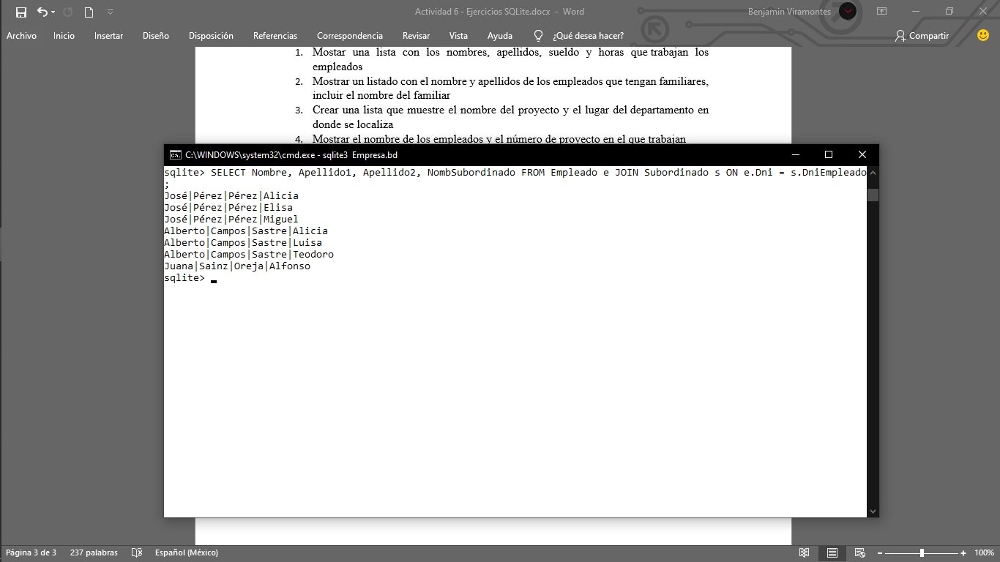 Actividad 6 - Ejercicios SQLite.docx - Word
Benjamin Viramontes
Archivo Inicio Insertar Diseño Disposición Referencias Correspondencia Revisar Vista Ayuda ¿Qué desea hacer? Compartir
1. Mostar una lista con los nombres, apellidos, sueldo y horas que trabajan los
empleados
2. Mostrar un listado con el nombre y apellidos de los empleados que tengan familiares,
incluir el nombre del familiar
3. Crear una lista que muestre el nombre del proyecto y el lugar del departamento en
donde se localiza
4. Mostrar el nombre de los empleados y el número de proyecto en el que trabajan
C:\WINDOWS\system32\cmd.exe - sqlite3 Empresa.bd
sqlite> SELECT Nombre, Apellido1, Apellido2, NombSubordinado FROM Empleado e JOIN Subordinado s ON e.Dni = s.DniEmpleado
;
José|Pérez|Pérez|Alicia
José|Pérez|Pérez|Elisa
José|Pérez|Pérez|Miguel
Alberto|Campos|Sastre|Alicia
Alberto|Campos|Sastre|Luisa
Alberto|Campos|Sastre|Teodoro
Juana|Sainz|Oreja|Alfonso
sqlite>
Página 3 de 3 237 palabras Español (México) 100%